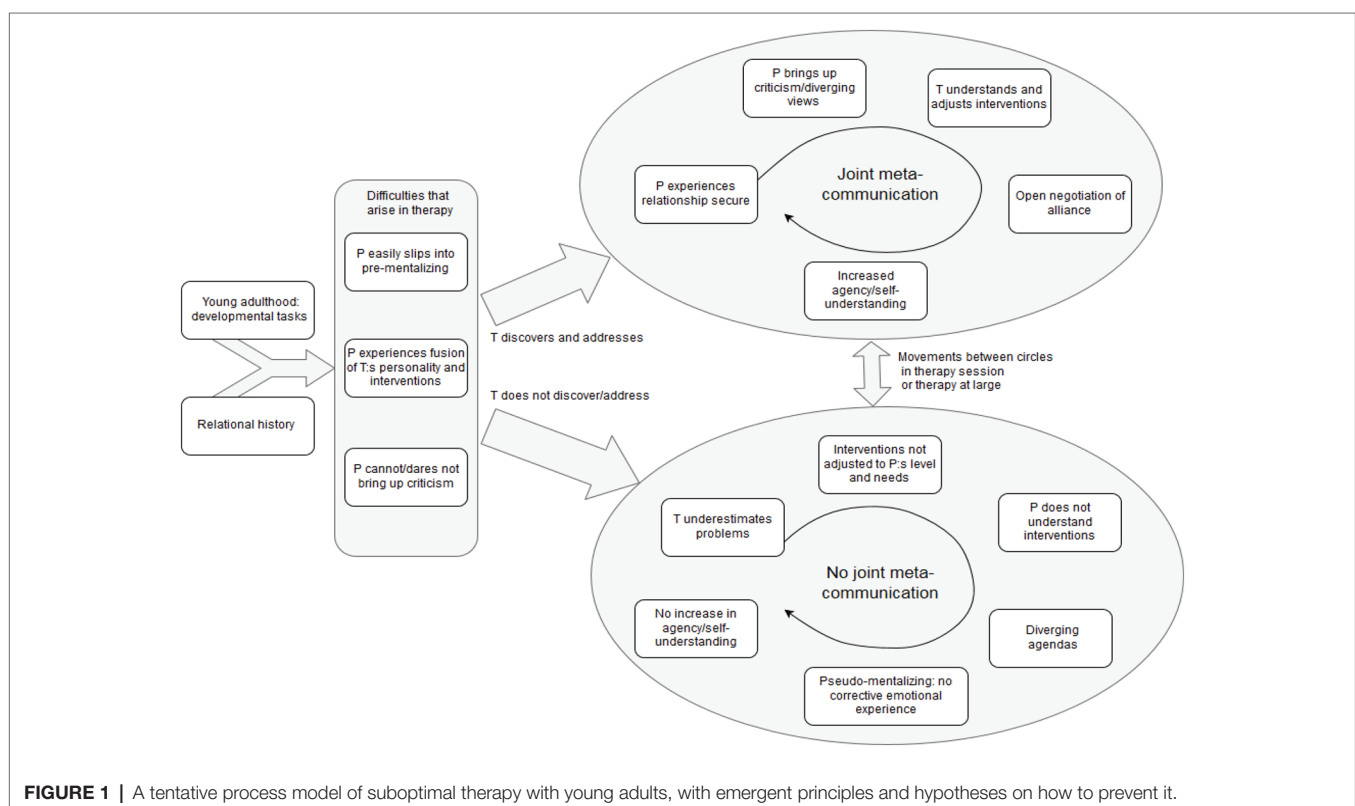 Young adulthood:
developmental tasks
Relational history
Difficulties that
arise in therapy
P easily slips into
pre-mentalizing
P experiences fusion
of T:s personality and
interventions
P cannot/dares not
bring up criticism
T discovers and addresses
T does not discover/address
P brings up
criticism/diverging
views
T understands and
adjusts interventions
P experiences
relationship secure
Joint meta-
communication
Open negotiation of
alliance
Increased
agency/self-
understanding
Movements between circles
in therapy session
or therapy at large
Interventions not
adjusted to P:s level
and needs
T underestimates
problems
P does not
understand
interventions
No joint meta-
communication
No increase in
agency/self-
understanding
Diverging
agendas
Pseudo-mentalizing: no
corrective emotional
experience
FIGURE 1 | A tentative process model of suboptimal therapy with young adults, with emergent principles and hypotheses on how to prevent it.